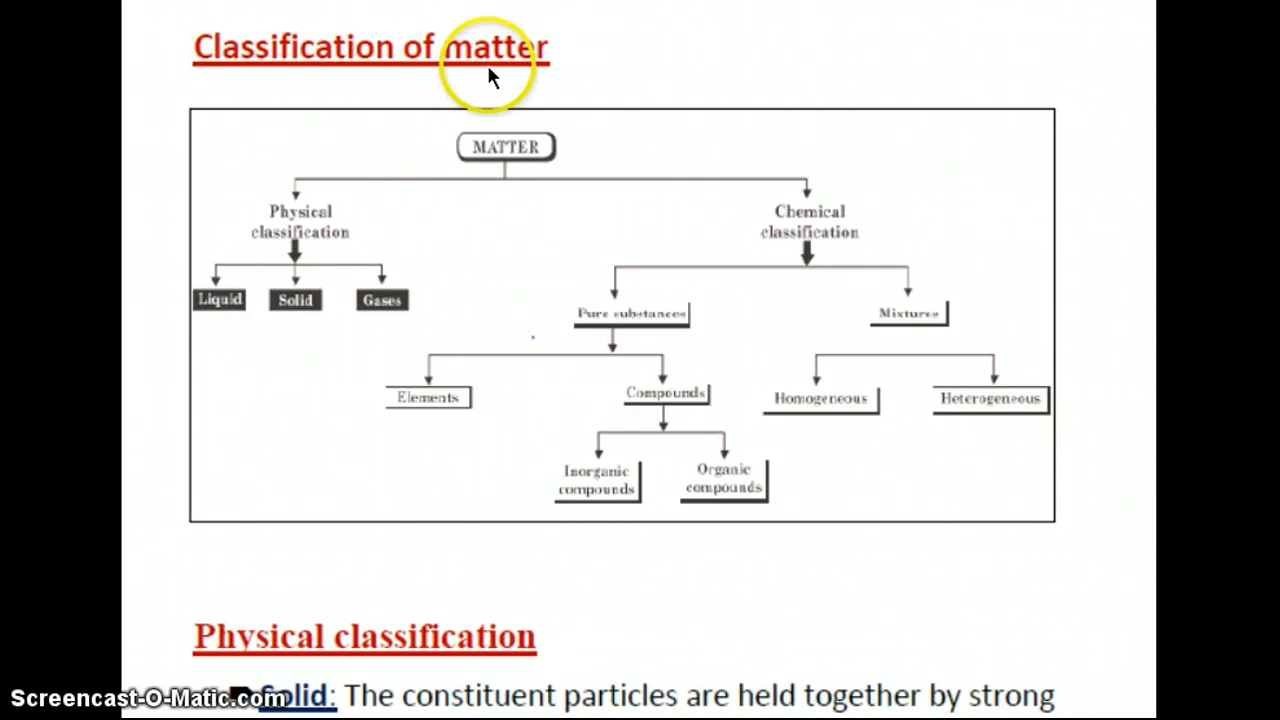 Classification of matter
MATTER
Physical
classification
Chemical
classification
Liquid
Solid
Gases
Pure substances
Mixtures
Elements
Compounds
Homogeneous
Heterogeneous
Inorganic
compounds
Organic
compounds
Physical classification
Solid: The constituent particles are held together by strong
Screencast-O-Matic.com